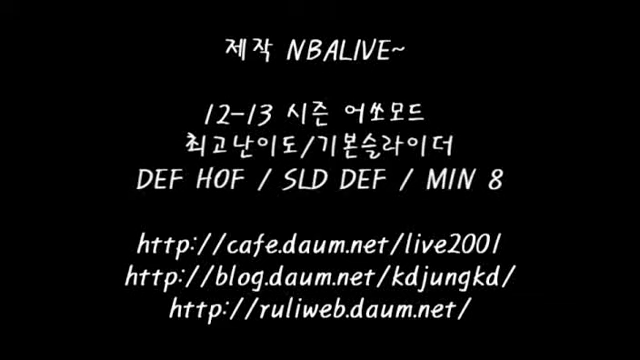 제작 NBALIVE~
12-13 시즌 어쏘모드
최고난이도/기본슬라이더
DEF HOF / SLD DEF / MIN 8
http://cafe.daum.net/live2001
http://blog.daum.net/kdjungkd/
http://ruliweb.daum.net/